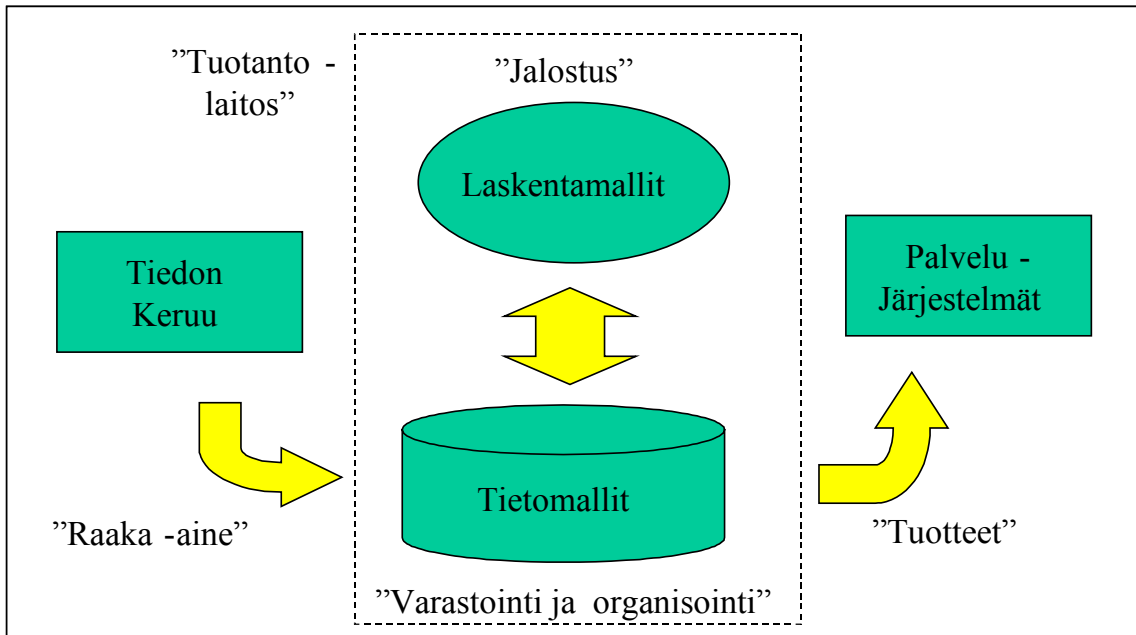 ”Tuotanto -
laitos”
”Jalostus”
Laskentamallit
Tiedon
Keruu
Palvelu -
Järjestelmät
Tietomallit
”Raaka -aine”
”Tuotteet”
”Varastointi ja organisointi”